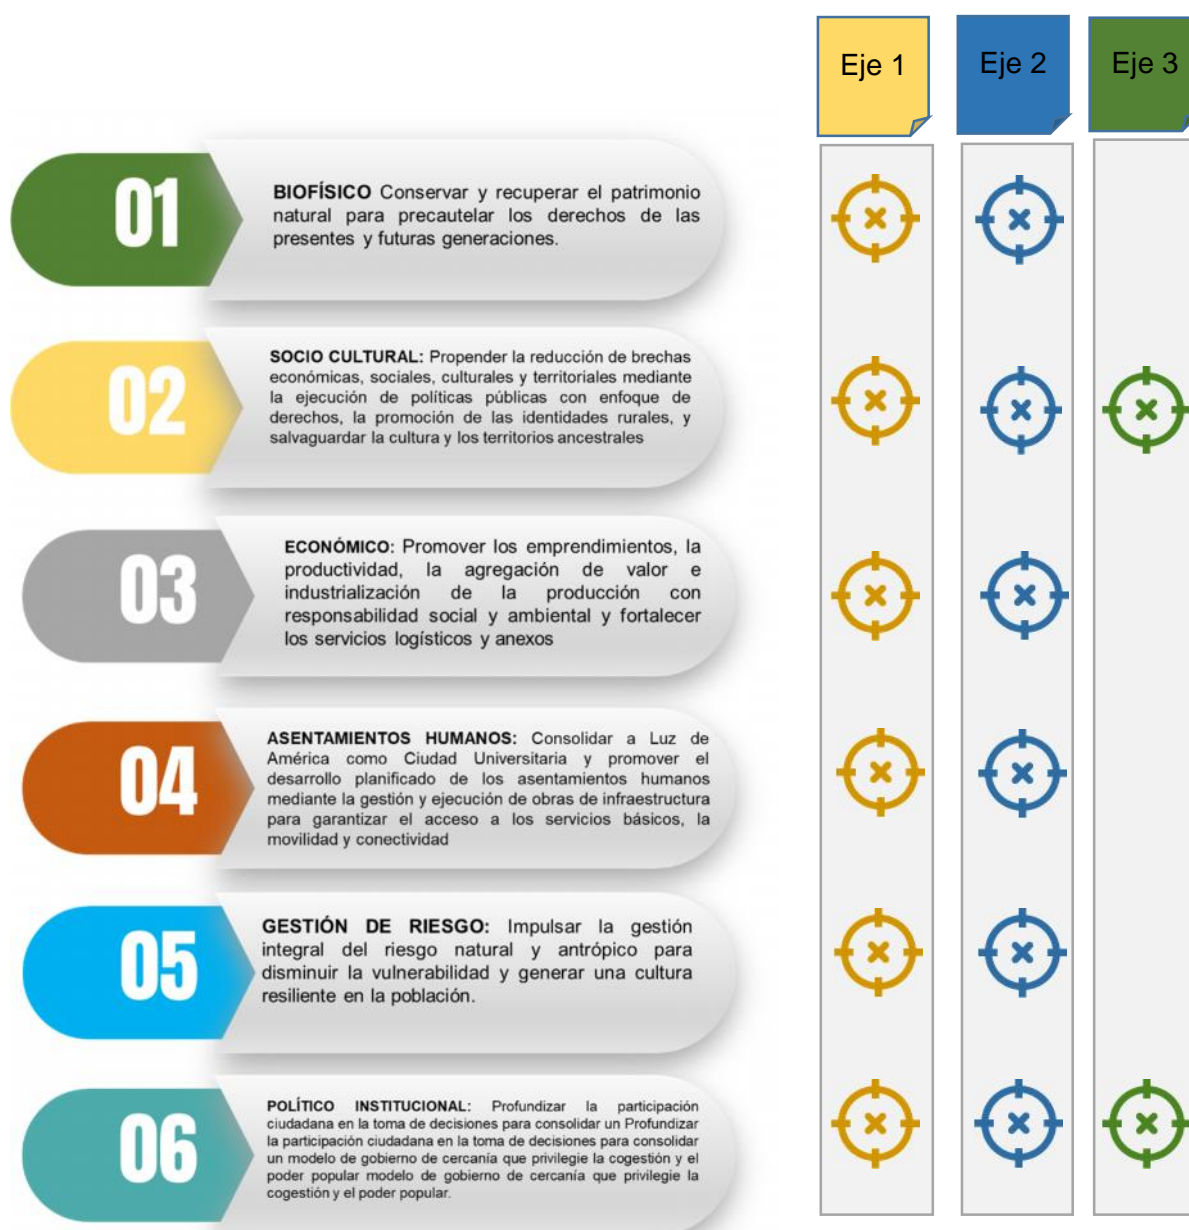 Eje 1
Eje 2
Eje 3
01
BIOFÍSICO Conservar y recuperar el patrimonio
natural para precautelar los derechos de las
presentes y futuras generaciones.
02
SOCIO CULTURAL: Propender la reducción de brechas
económicas, sociales, culturales y territoriales mediante
la ejecución de políticas públicas con enfoque de
derechos, la promoción de las identidades rurales, y
salvaguardar la cultura y los territorios ancestrales
03
ECONÓMICO: Promover los emprendimientos, la
productividad, la agregación de valor e
industrialización de la producción con
responsabilidad social y ambiental y fortalecer
los servicios logísticos y anexos
04
ASENTAMIENTOS HUMANOS: Consolidar a Luz de
América como Ciudad Universitaria y promover el
desarrollo planificado de los asentamientos humanos
mediante la gestión y ejecución de obras de infraestructura
para garantizar el acceso a los servicios básicos, la
movilidad y conectividad
05
GESTIÓN DE RIESGO: Impulsar la gestión
integral del riesgo natural y antrópico para
disminuir la vulnerabilidad y generar una cultura
resiliente en la población.
06
POLÍTICO INSTITUCIONAL: Profundizar la participación
ciudadana en la toma de decisiones para consolidar un Profundizar
la participación ciudadana en la toma de decisiones para consolidar
un modelo de gobierno de cercanía que privilegie la cogestión y el
poder popular modelo de gobierno de cercanía que privilegie la
cogestión y el poder popular.